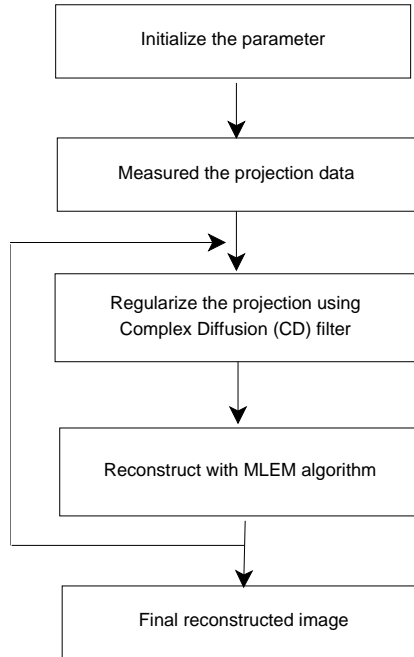 Initialize the parameter
Measured the projection data
Regularize the projection using
Complex Diffusion (CD) filter
Reconstruct with MLEM algorithm
Final reconstructed image